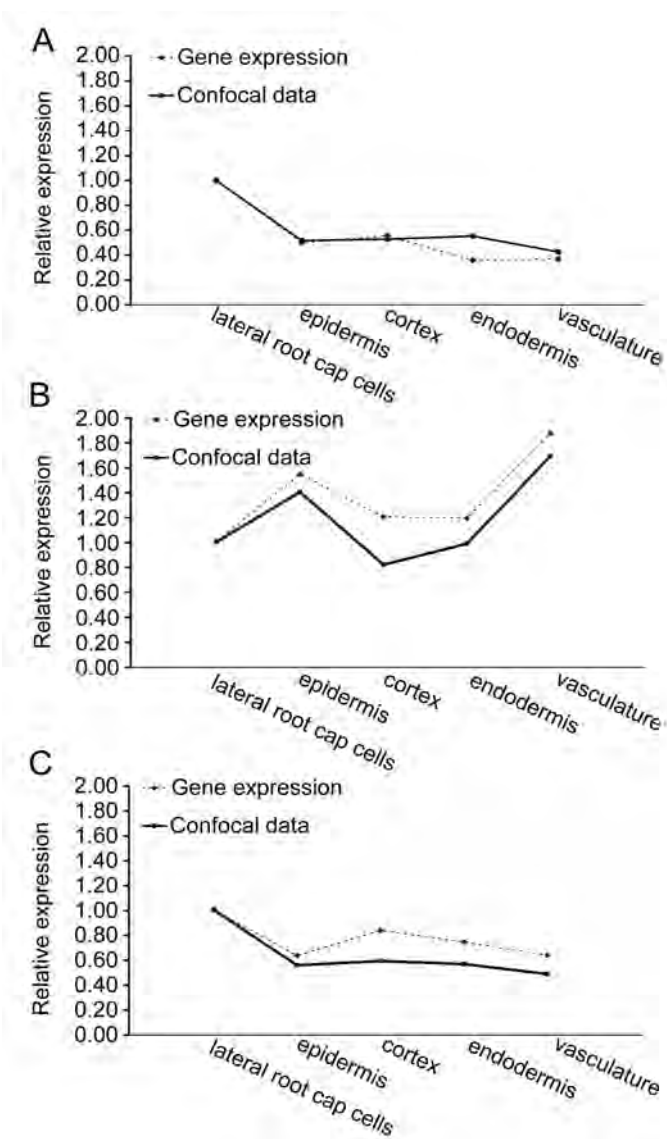 A
Gene expression
Confocal data
Relative expression
2.00
1.80
1.60
1.40
1.20
1.00
0.80
0.60
0.40
0.20
0.00
lateral root cap cells
epidermis
cortex
endodermis
vasculature
B
Gene expression
Confocal data
Relative expression
2.00
1.80
1.60
1.40
1.20
1.00
0.80
0.60
0.40
0.20
0.00
lateral root cap cells
epidermis
cortex
endodermis
vasculature
C
Gene expression
Confocal data
Relative expression
2.00
1.80
1.60
1.40
1.20
1.00
0.80
0.60
0.40
0.20
0.00
lateral root cap cells
epidermis
cortex
endodermis
vasculature